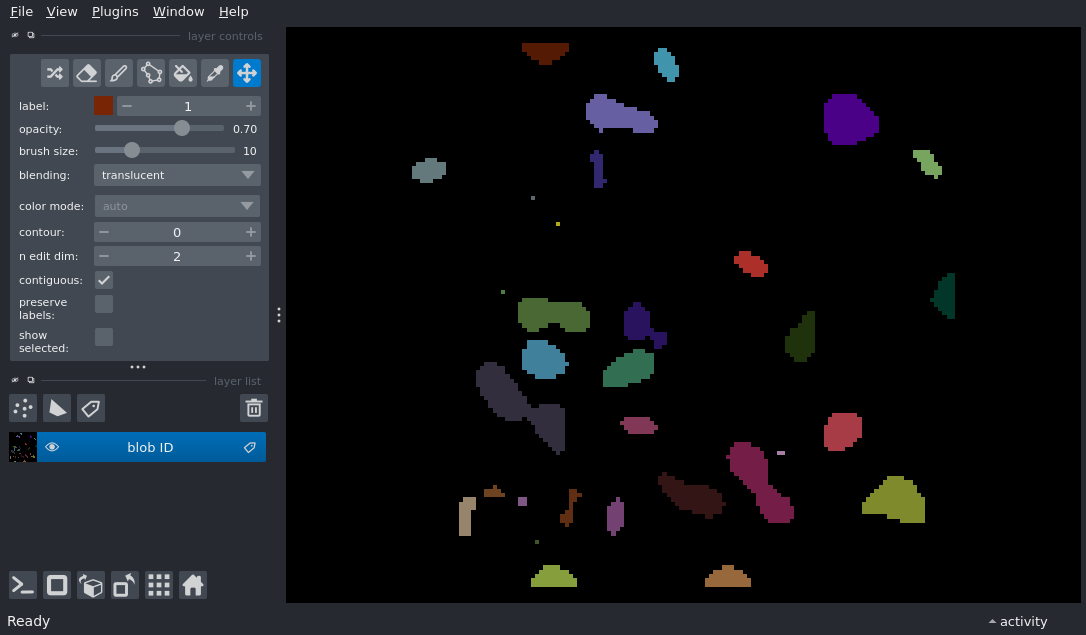 File View Plugins Window Help
layer controls
label: 1
opacity: 0.70
brush size: 10
blending: translucent
color mode: auto
contour: 0
n edit dim: 2
contiguous:
preserve
labels:
show
selected:
layer list
blob ID
Ready
activity